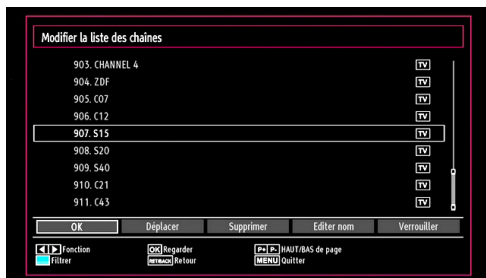 Modifier la liste des chaînes
903. CHANNEL 4 TV
904. ZDF TV
905. C07 TV
906. C12 TV
907. S15 TV
908. S20 TV
909. S40 TV
910. C21 TV
911. C43 TV
OK Déplacer Supprimer Editer nom Verrouiller
Fonction OK Regarder P+ P- HAUT/BAS de page
Filtrer RET/BACK Retour MENU Quitter